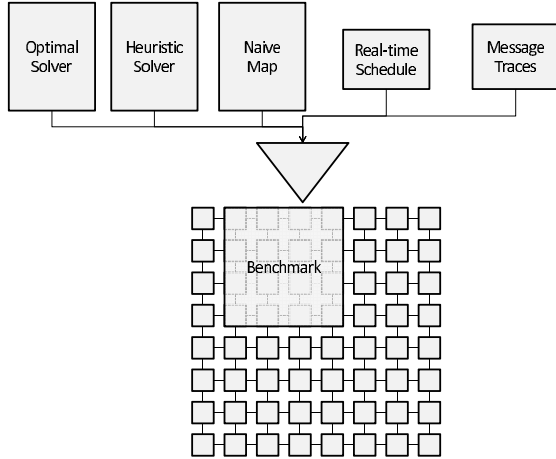 Optimal
Solver
Heuristic
Solver
Naive
Map
Real-time
Schedule
Message
Traces
Benchmark